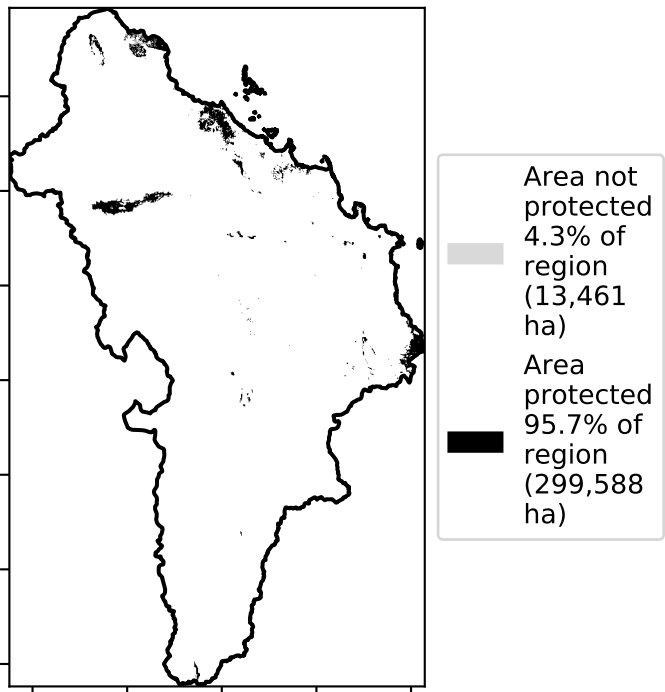 Area not
protected
4.3% of
region
(13,461
ha)
Area
protected
95.7% of
region
(299,588
ha)